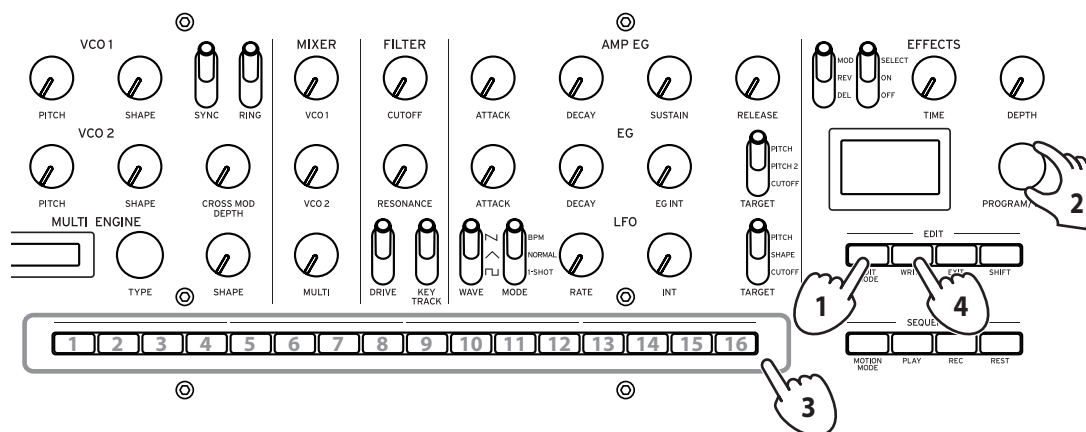 VCO 1 MIXER FILTER AMP EG EFFECTS
MOD SELECT
REV ON
DEL OFF
PITCH SHAPE SYNC RING VCO 1 CUTOFF ATTACK DECAY SUSTAIN RELEASE TIME DEPTH
VCO 2 EG
PITCH
PITCH 2
CUTOFF
PITCH SHAPE CROSS MOD DEPTH VCO 2 RESONANCE ATTACK DECAY EG INT TARGET PROGRAM/
2
MULTI ENGINE LFO EDIT
BPM PITCH
NORMAL SHAPE
1-SHOT CUTOFF
WRI EXIT SHIFT
MODE
TYPE SHAPE MULTI DRIVE KEY TRACK WAVE MODE RATE INT TARGET
1 4
1 2 3 4 5 6 7 8 9 10 11 12 13 14 15 16
MOTION MODE PLAY REC REST
3